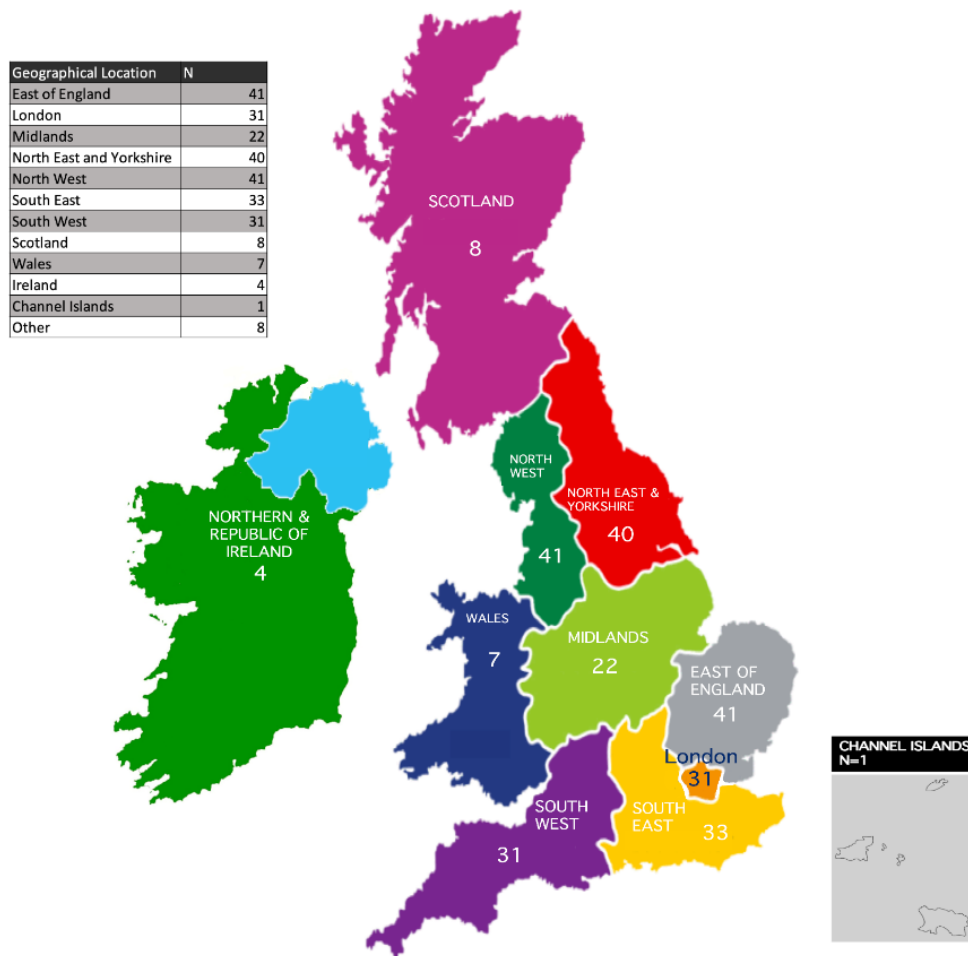 Geographical Location N
East of England 41
London 31
Midlands 22
North East and Yorkshire 40
North West 41
South East 33
South West 31
Scotland 8
Wales 7
Ireland 4
Channel Islands 1
Other 8
SCOTLAND
8
NORTH
WEST
41
NORTH EAST &
YORKSHIRE
40
NORTHERN &
REPUBLIC OF
IRELAND
4
WALES
7
MIDLANDS
22
EAST OF
ENGLAND
41
London
31
SOUTH
WEST
31
SOUTH
EAST
33
CHANNEL ISLANDS
N=1